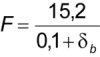 F = 15,2 / (0,1 + δ_b)